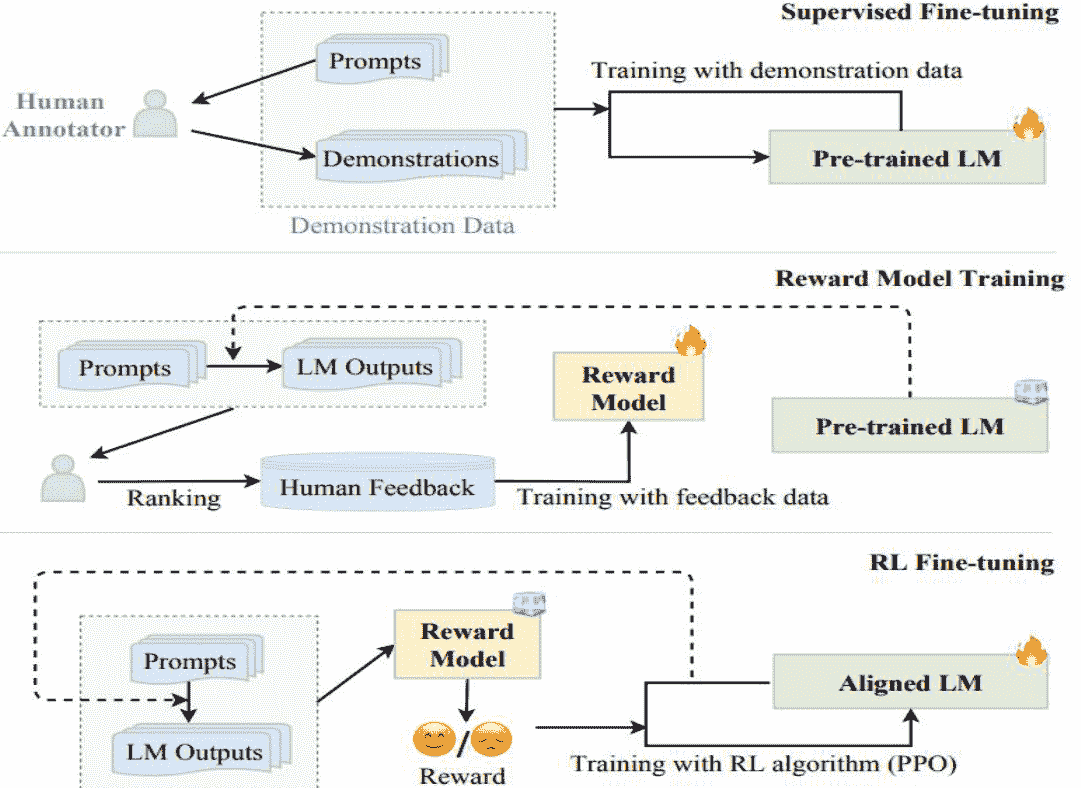 Supervised Fine-tuning
Prompts
Training with demonstration data
Human
Annotator
Demonstrations
Pre-trained LM
Demonstration Data
Reward Model Training
Prompts
LM Outputs
Reward
Model
Pre-trained LM
Ranking
Human Feedback
Training with feedback data
RL Fine-tuning
Prompts
Reward
Model
Aligned LM
LM Outputs
/
Reward
Training with RL algorithm (PPO)